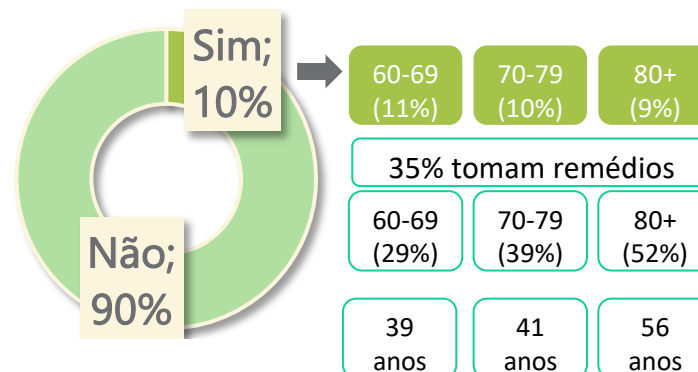 Sim;
10%
Não;
90%
60-69
(11%)
70-79
(10%)
80+
(9%)
35% tomam remédios
60-69
(29%)
70-79
(39%)
80+
(52%)
39
anos
41
anos
56
anos